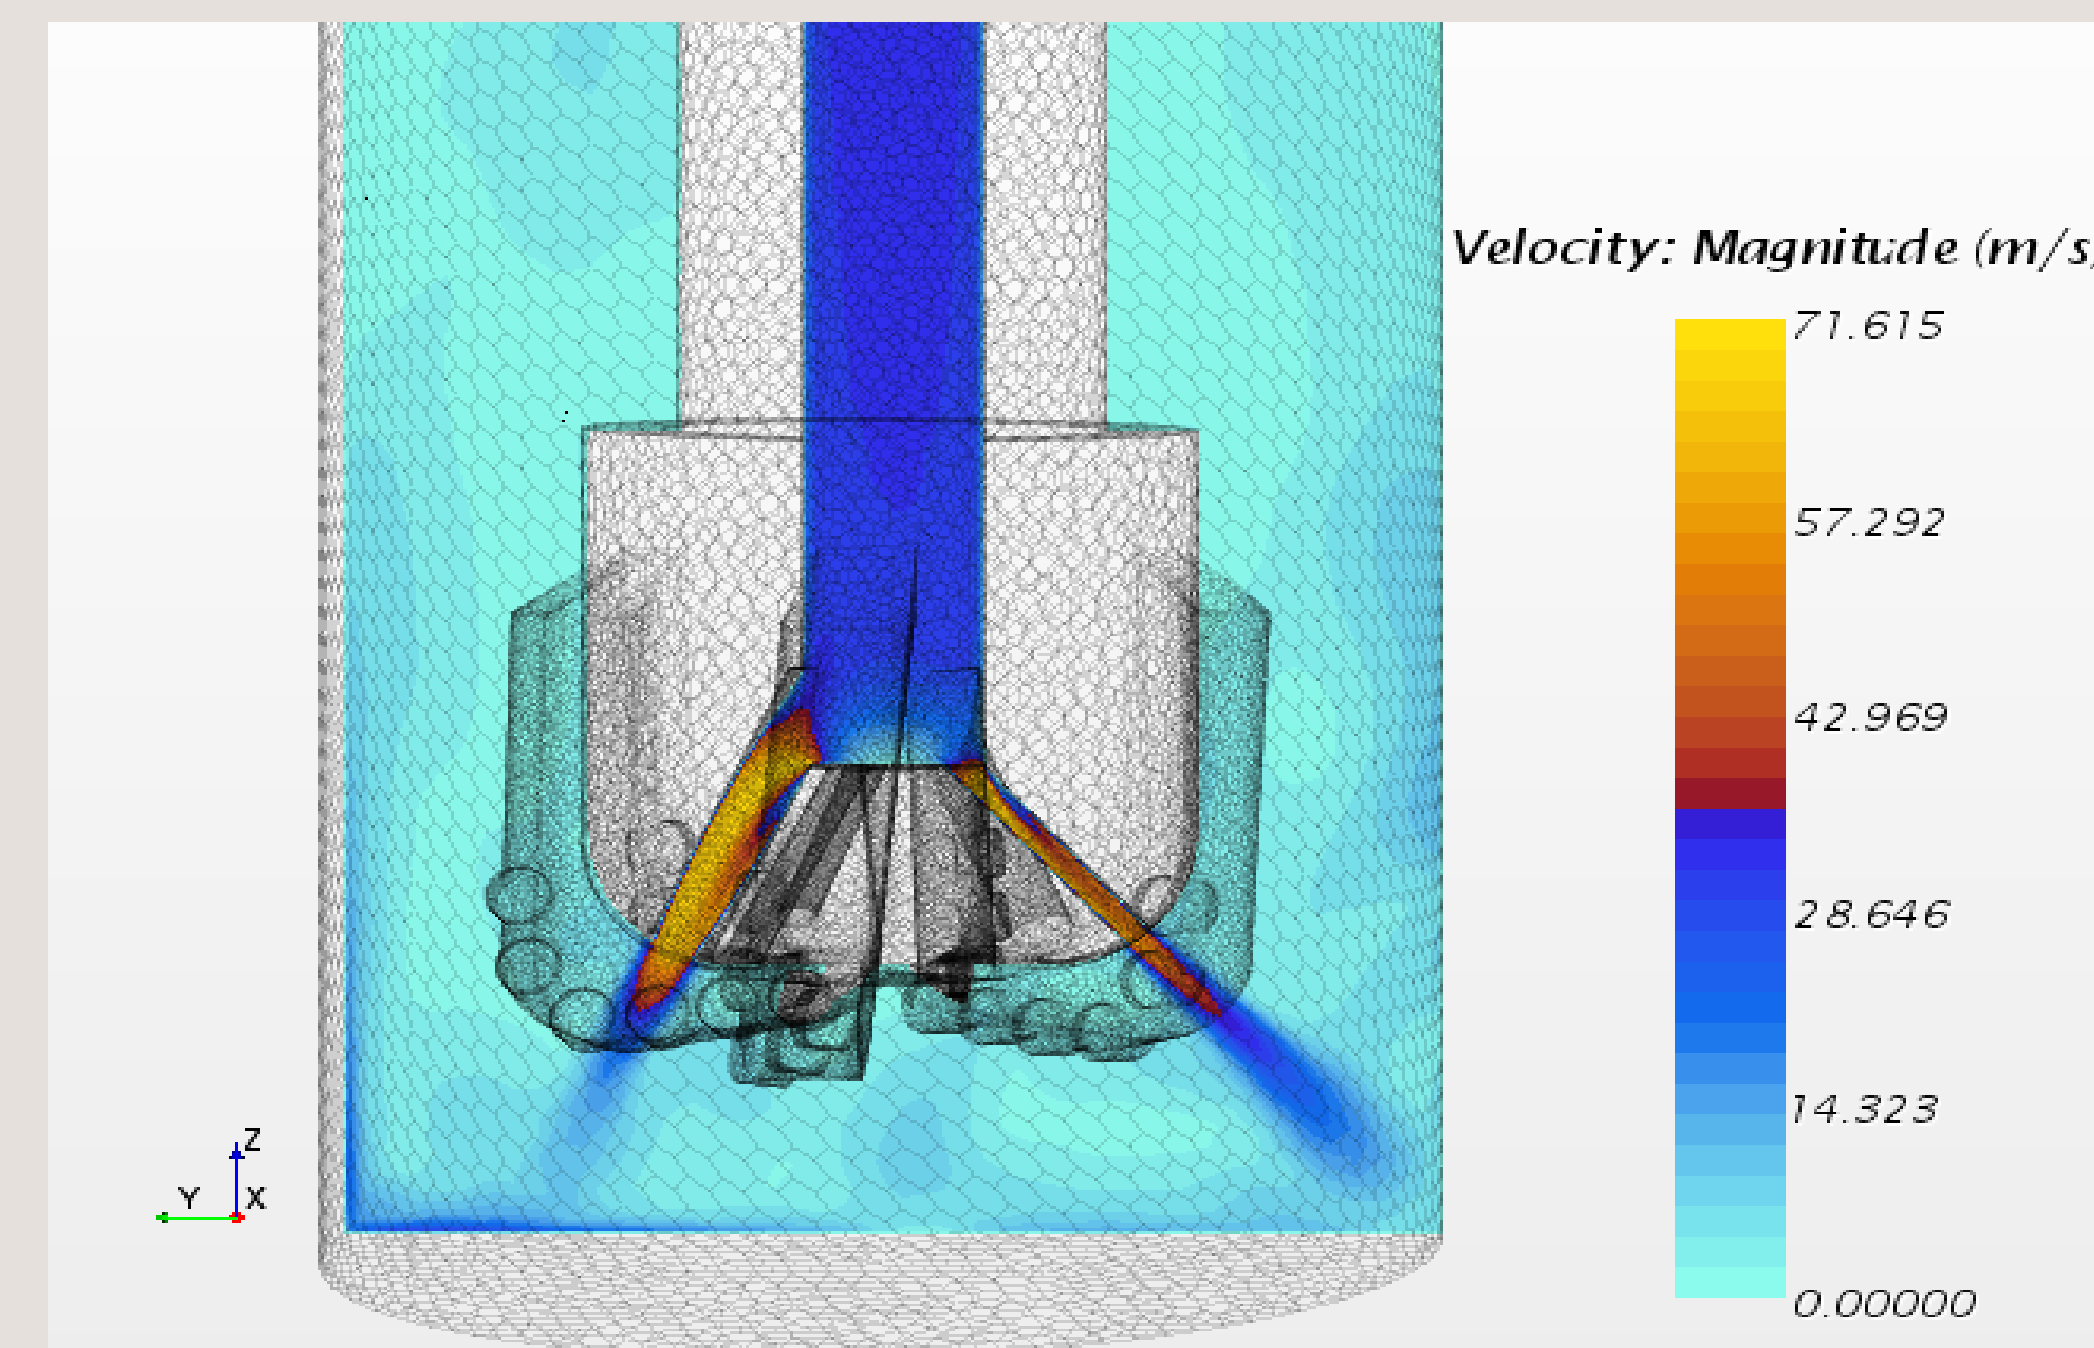 Velocity: Magnitude (m/s)
71.615
57.292
42.969
28.646
14.323
0.00000
Z
Y X